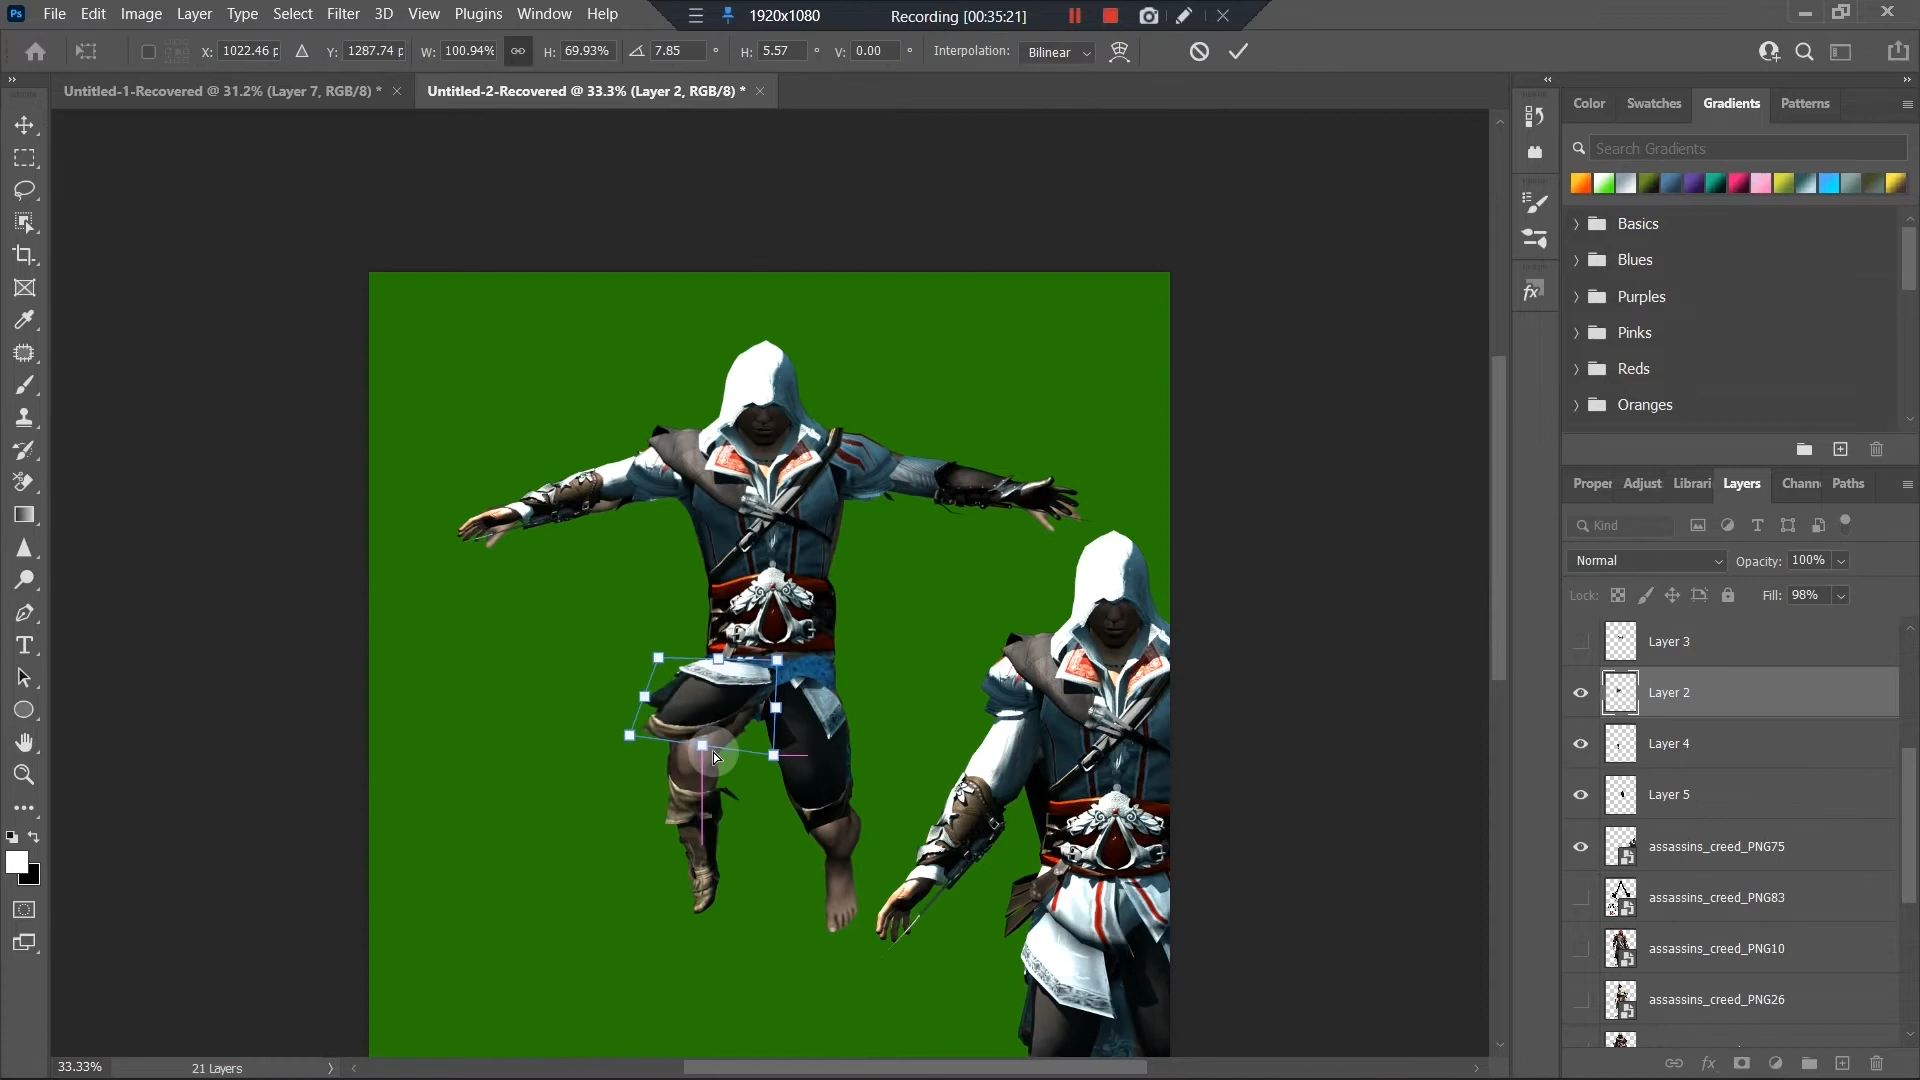 Ps File Edit Image Layer Type Select Filter 3D View Plugins Window Help
1920x1080 Recording [00:35:21]
X: 1022.46 p Y: 1287.74 p W: 100.94% H: 69.93% 7.85 ° H: 5.57 ° V: 0.00 ° Interpolation: Bilinear
Untitled-1-Recovered @ 31.2% (Layer 7, RGB/8) * Untitled-2-Recovered @ 33.3% (Layer 2, RGB/8) *
Color Swatches Gradients Patterns
Search Gradients
Basics
Blues
Purples
Pinks
Reds
Oranges
Proper Adjust Librari Layers Chann Paths
Kind
Normal Opacity: 100%
Lock: Fill: 98%
Layer 3
Layer 2
Layer 4
Layer 5
assassins_creed_PNG75
assassins_creed_PNG83
assassins_creed_PNG10
assassins_creed_PNG26
33.33% 21 Layers
fx
fx